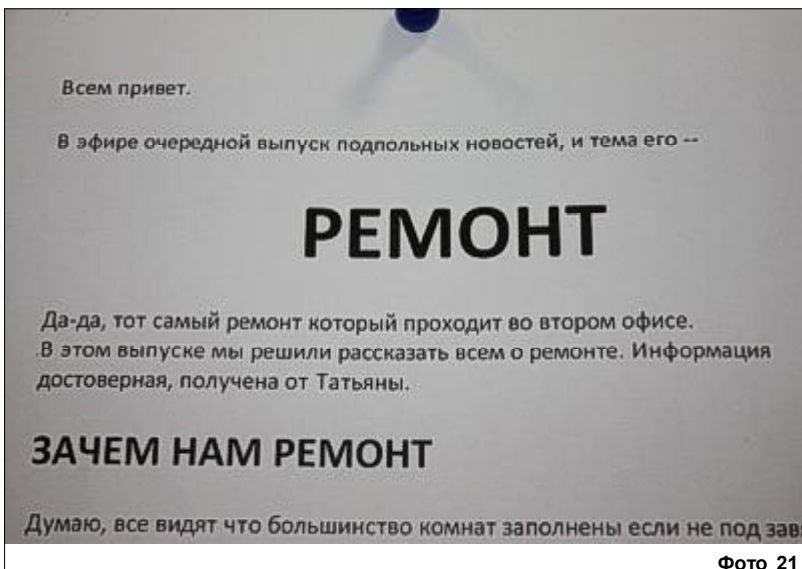 Всем привет.
В эфире очередной выпуск подпольных новостей, и тема его --
РЕМОНТ
Да-да, тот самый ремонт который проходит во втором офисе.
В этом выпуске мы решили рассказать всем о ремонте. Информация
достоверная, получена от Татьяны.
ЗАЧЕМ НАМ РЕМОНТ
Думаю, все видят что большинство комнат заполнены если не под
Фото 21